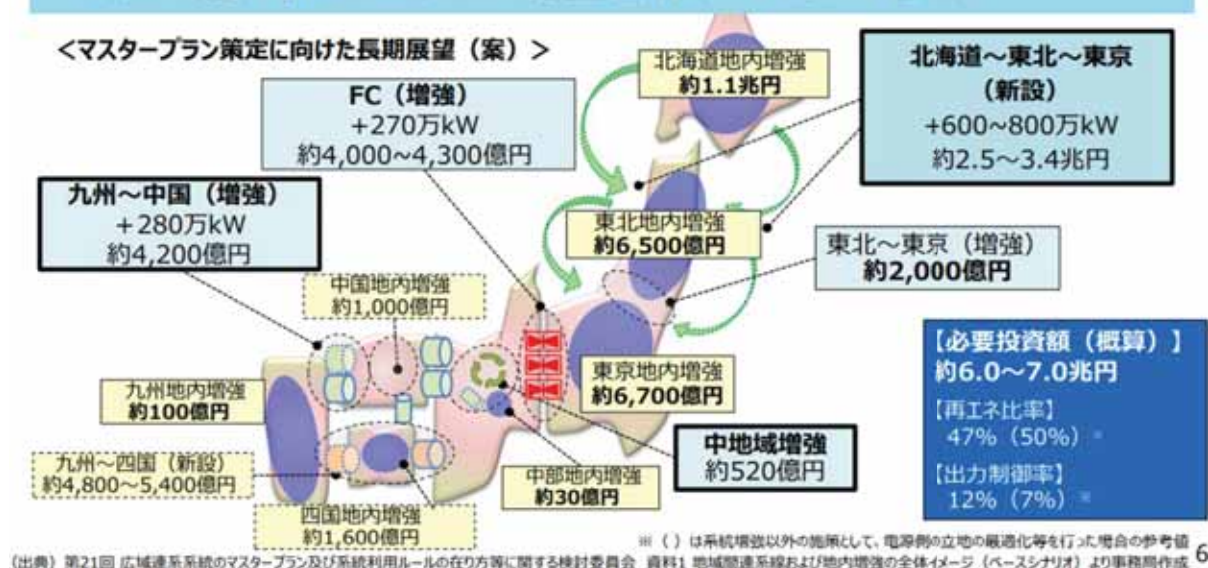 ＜マスタープラン策定に向けた長期展望（案）＞
北海道地内増強
約1.1兆円
北海道～東北～東京
（新設）
+600～800万kW
約2.5～3.4兆円
FC（増強）
+270万kW
約4,000～4,300億円
九州～中国（増強）
+280万kW
約4,200億円
東北地内増強
約6,500億円
東北～東京（増強）
約2,000億円
中国地内増強
約1,000億円
【必要投資額（概算）】
約6.0～7.0兆円
【再エネ比率】
47%（50%）※
【出力制御率】
12%（7%）※
九州地内増強
約100億円
東京地内増強
約6,700億円
中地域増強
約520億円
九州～四国（新設）
約4,800～5,400億円
中部地内増強
約30億円
四国地内増強
約1,600億円
※（ ）は系統増強以外の施策として、電源側の立地の最適化等を行った場合の参考値
（出典）第21回 広域連系系統のマスタープラン及び系統利用ルールの在り方等に関する検討委員会 資料1 地域間連系線および地内増強の全体イメージ（ベースシナリオ）より事務局作成
6